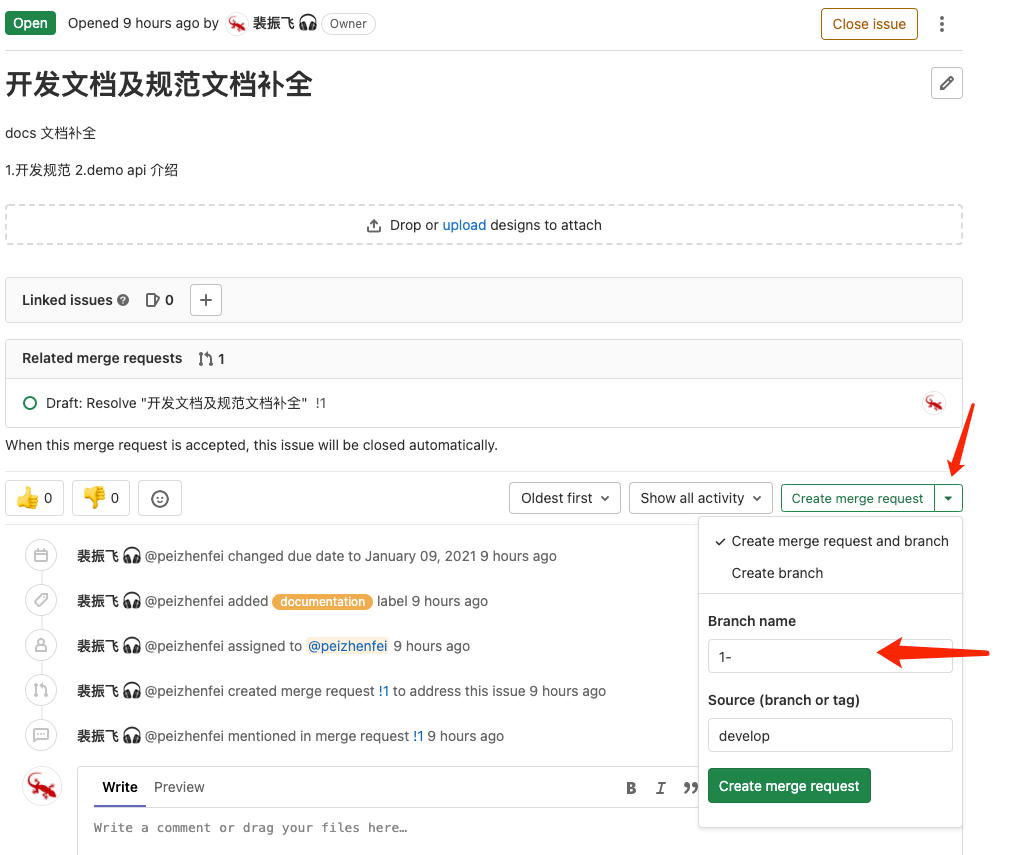 Open Opened 9 hours ago by 裴振飞 🎧 Owner Close issue
开发文档及规范文档补全
docs 文档补全
1.开发规范 2.demo api 介绍
Drop or upload designs to attach
Linked issues 0
Related merge requests 1
Draft: Resolve "开发文档及规范文档补全" !1
When this merge request is accepted, this issue will be closed automatically.
👍 0 👎 0 Oldest first Show all activity Create merge request
Create merge request and branch
Create branch
Branch name
1-
Source (branch or tag)
develop
Create merge request
裴振飞 🎧 @peizhenfei changed due date to January 09, 2021 9 hours ago
裴振飞 🎧 @peizhenfei added documentation label 9 hours ago
裴振飞 🎧 @peizhenfei assigned to @peizhenfei 9 hours ago
裴振飞 🎧 @peizhenfei created merge request !1 to address this issue 9 hours ago
裴振飞 🎧 @peizhenfei mentioned in merge request !1 9 hours ago
Write Preview B I ”
Write a comment or drag your files here…